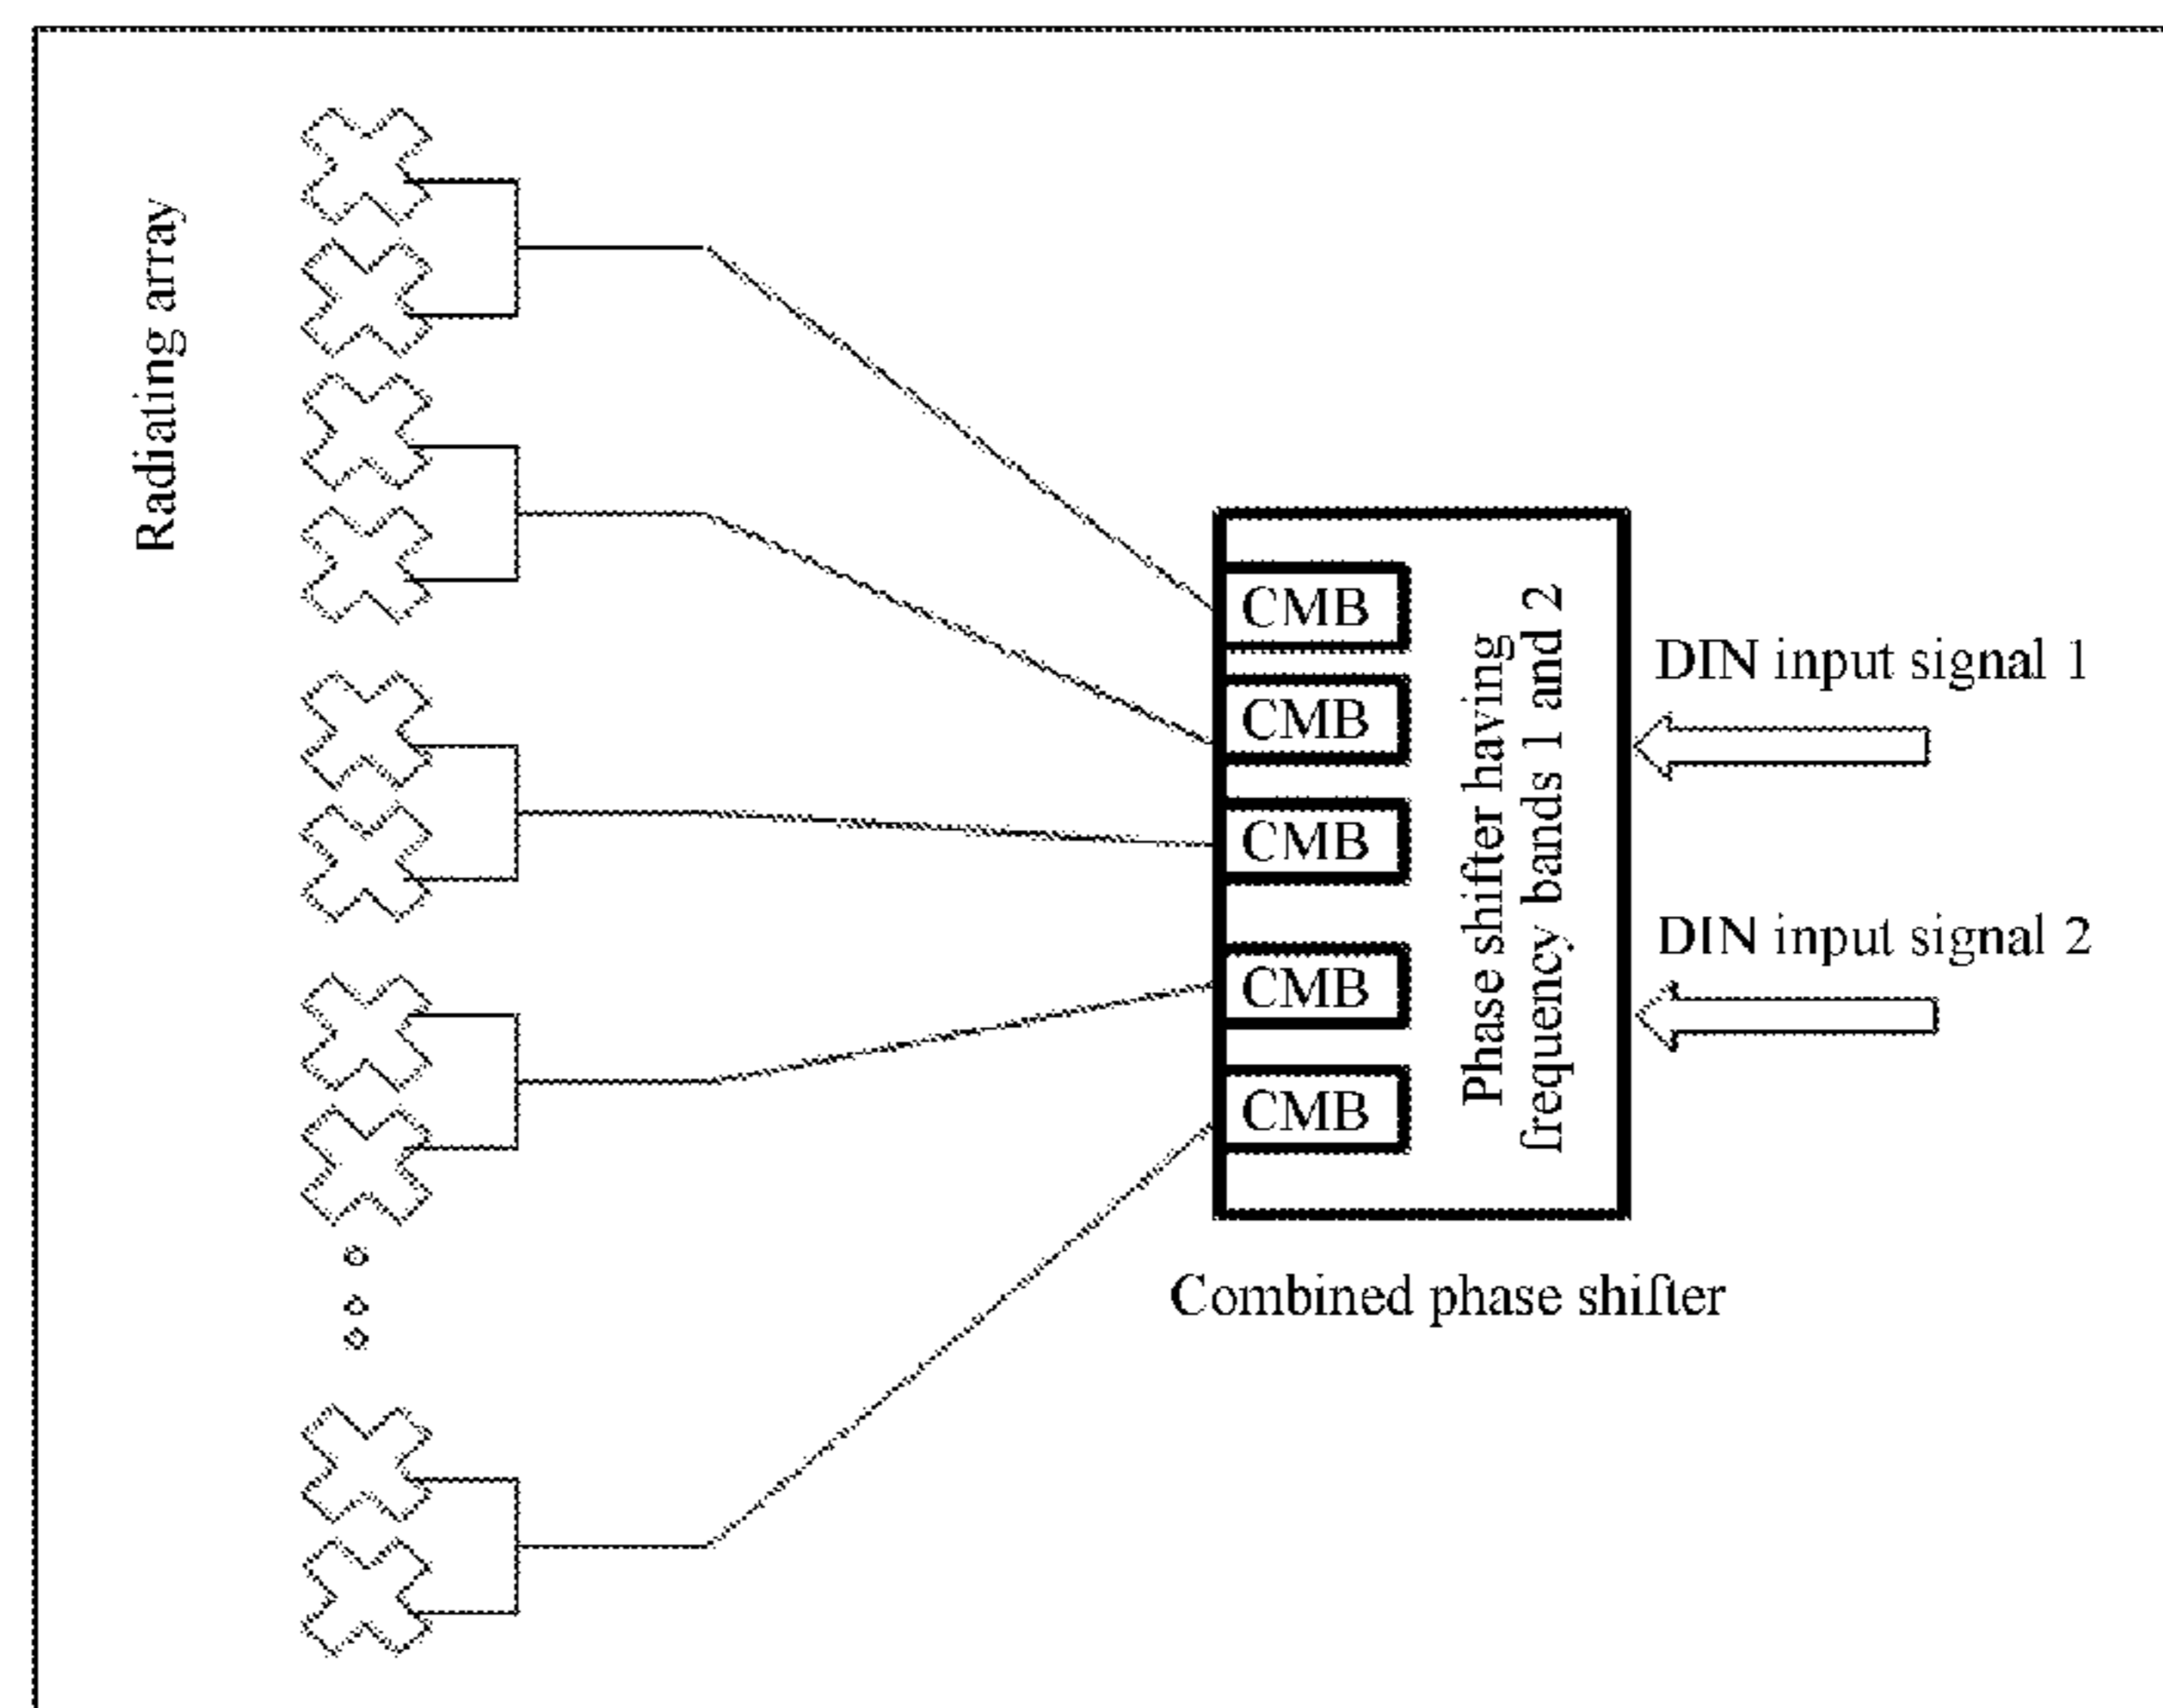 Radiating array
CMB
CMB
CMB
CMB
CMB
Phase shifter having
frequency bands 1 and 2
DIN input signal 1
DIN input signal 2
Combined phase shifter